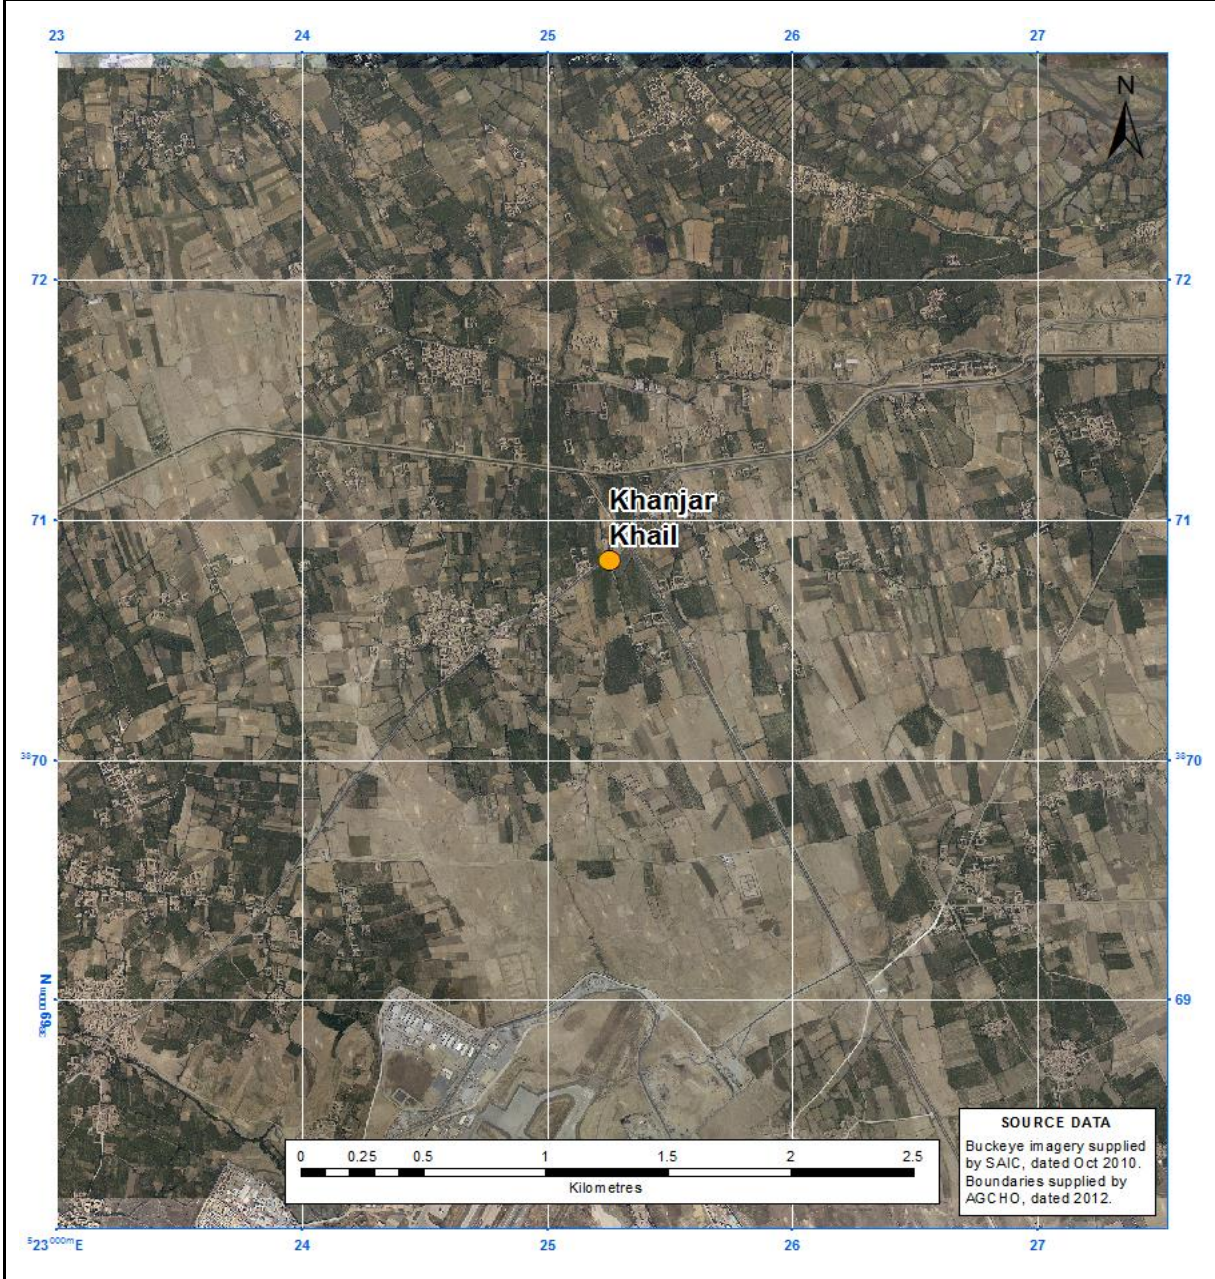 23 24 25 26 27
N
72 72
Khanjar
Khail
71 71
³⁸70 ³⁸70
³⁸69⁰⁰⁰ᵐN 69
SOURCE DATA
Buckeye imagery supplied
by SAIC, dated Oct 2010.
Boundaries supplied by
AGCHO, dated 2012.
0 0.25 0.5 1 1.5 2 2.5
Kilometres
⁵23⁰⁰⁰ᵐE 24 25 26 27